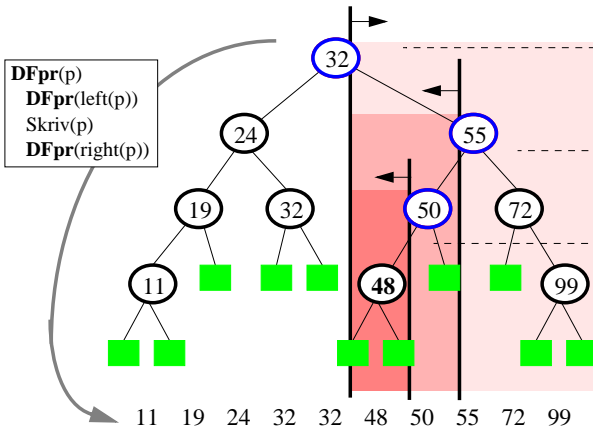 DFpr(p)
DFpr(left(p))
Skriv(p)
DFpr(right(p))
32
24
55
19
32
50
72
11
48
99
11 19 24 32 32 48 50 55 72 99